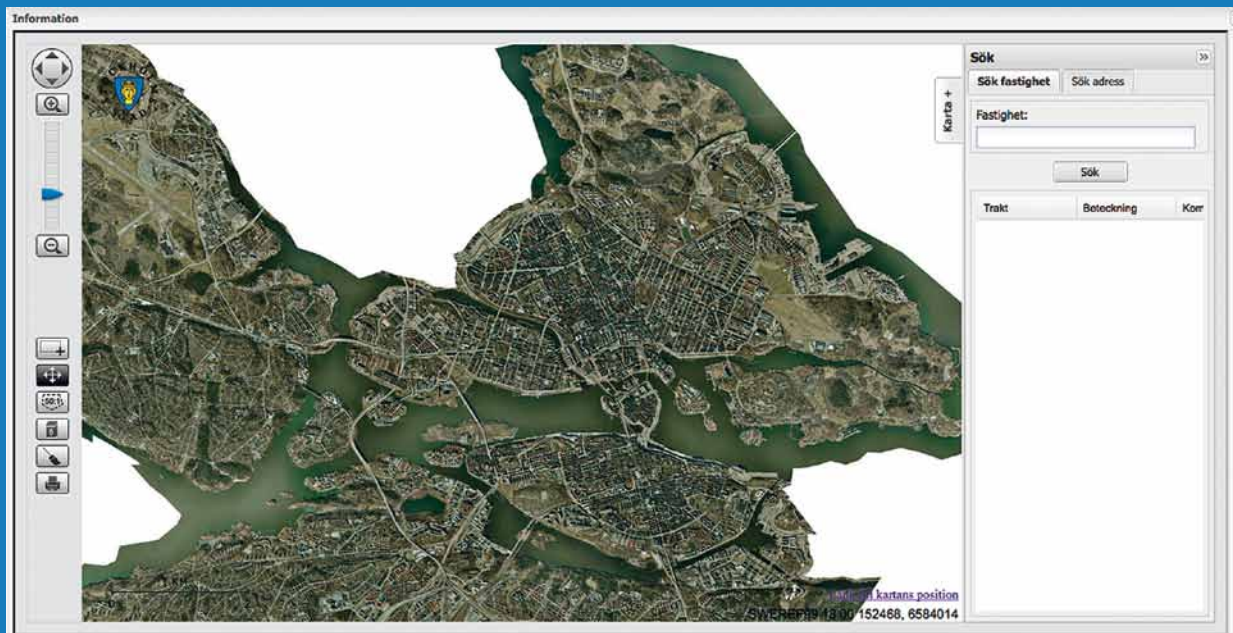 Information
Karta +
Sök
Sök fastighet
Sök adress
Fastighet:
Sök
Trakt Beteckning Kom
kartans position
SWEREF99 18 00 152468, 6584014